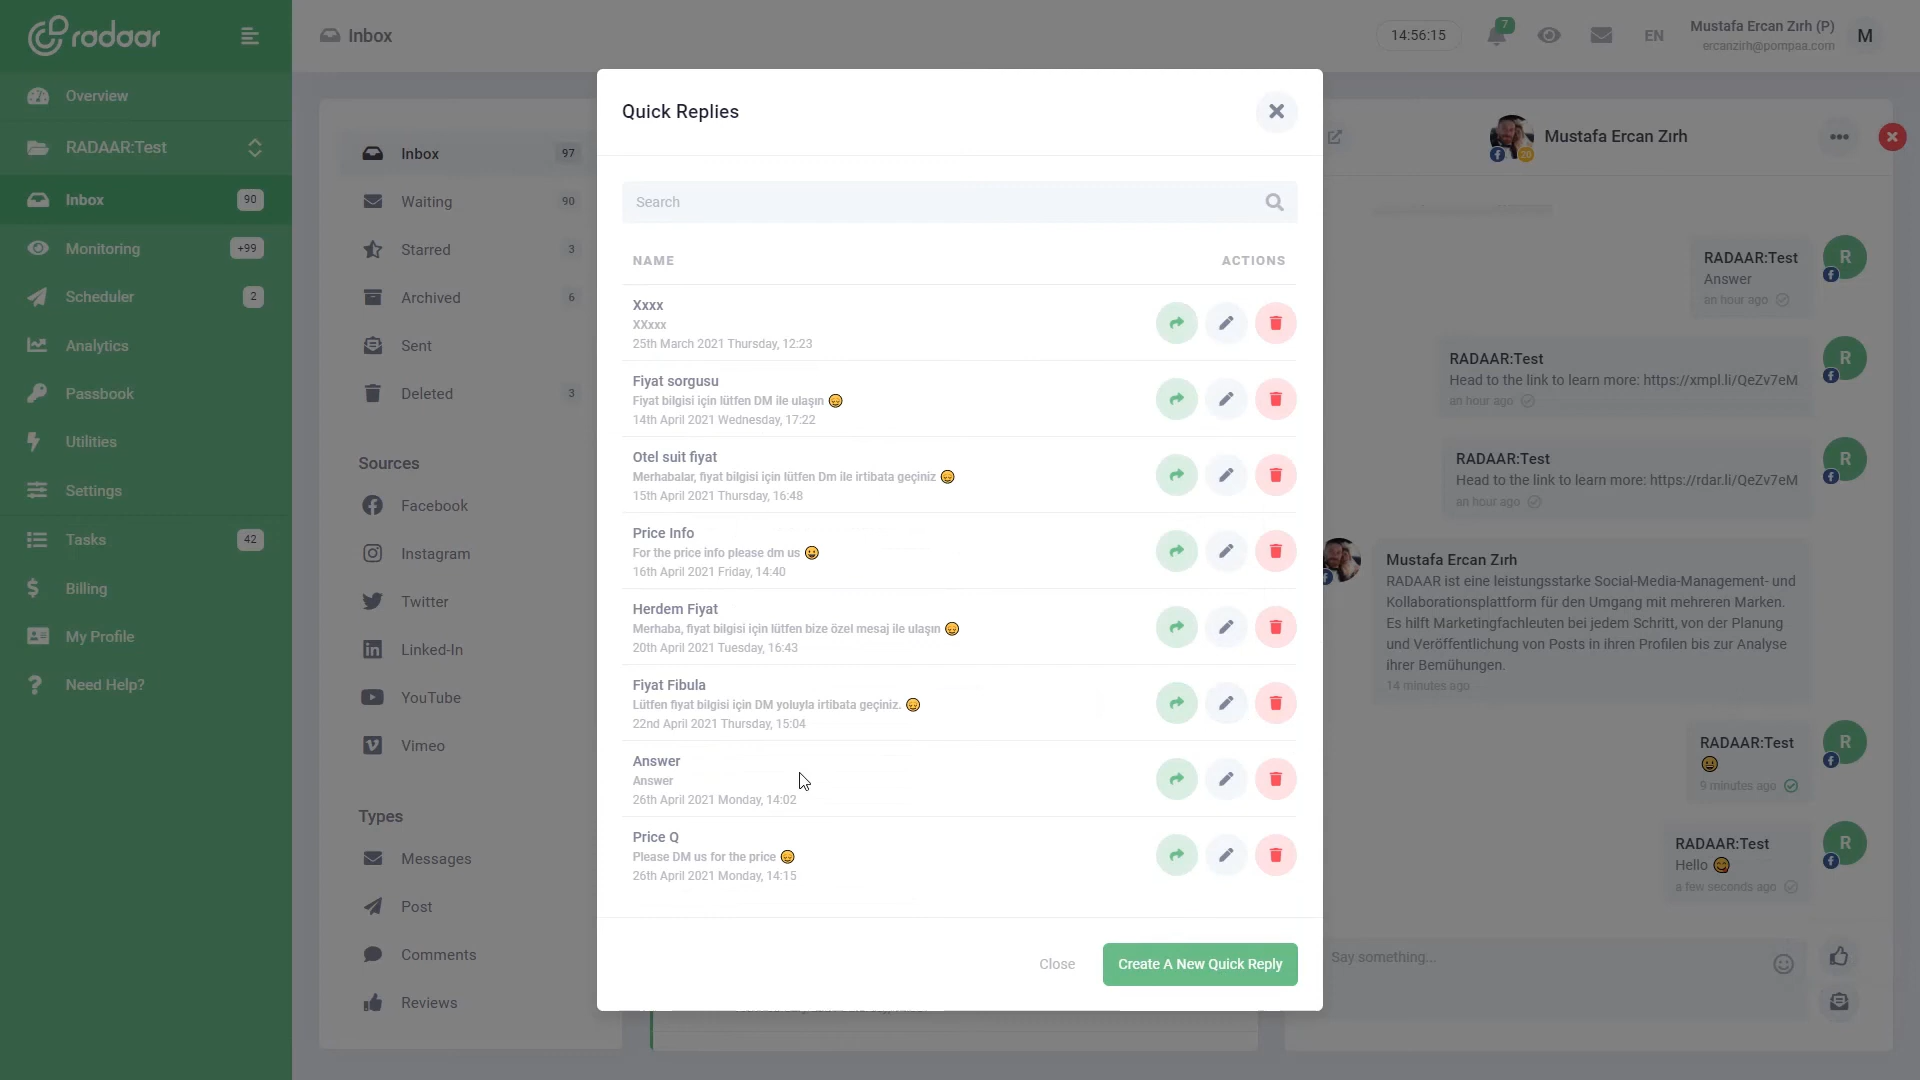 radaar
Inbox
14:56:15
7
EN
Mustafa Ercan Zırh (P)
ercanzirh@pompaa.com
M
Overview
RADAAR:Test
Inbox 90
Monitoring +99
Scheduler 2
Analytics
Passbook
Utilities
Settings
Tasks 42
Billing
My Profile
Need Help?
Inbox 97
Waiting 90
Starred 3
Archived 6
Sent
Deleted 3
Sources
Facebook
Instagram
Twitter
Linked-In
YouTube
Vimeo
Types
Messages
Post
Comments
Reviews
Quick Replies
Search
NAME ACTIONS
Xxxx
XXxxx
25th March 2021 Thursday, 12:23
Fiyat sorgusu
Fiyat bilgisi için lütfen DM ile ulaşın 😊
14th April 2021 Wednesday, 17:22
Otel suit fiyat
Merhabalar, fiyat bilgisi için lütfen Dm ile irtibata geçiniz 😊
15th April 2021 Thursday, 16:48
Price Info
For the price info please dm us 😀
16th April 2021 Friday, 14:40
Herdem Fiyat
Merhaba, fiyat bilgisi için lütfen bize özel mesaj ile ulaşın 😊
20th April 2021 Tuesday, 16:43
Fiyat Fibula
Lütfen fiyat bilgisi için DM yoluyla irtibata geçiniz. 😊
22nd April 2021 Thursday, 15:04
Answer
Answer
26th April 2021 Monday, 14:02
Price Q
Please DM us for the price 😊
26th April 2021 Monday, 14:15
Close
Create A New Quick Reply
Mustafa Ercan Zırh
20
RADAAR:Test
Answer
an hour ago
R
RADAAR:Test
Head to the link to learn more: https://xmpl.li/QeZv7eM
an hour ago
R
RADAAR:Test
Head to the link to learn more: https://rdar.li/QeZv7eM
an hour ago
R
Mustafa Ercan Zırh
RADAAR ist eine leistungsstarke Social-Media-Management- und
Kollaborationsplattform für den Umgang mit mehreren Marken.
Es hilft Marketingfachleuten bei jedem Schritt, von der Planung
und Veröffentlichung von Posts in ihren Profilen bis zur Analyse
ihrer Bemühungen.
14 minutes ago
RADAAR:Test
😀
9 minutes ago
R
RADAAR:Test
Hello 😋
a few seconds ago
R
Say something...